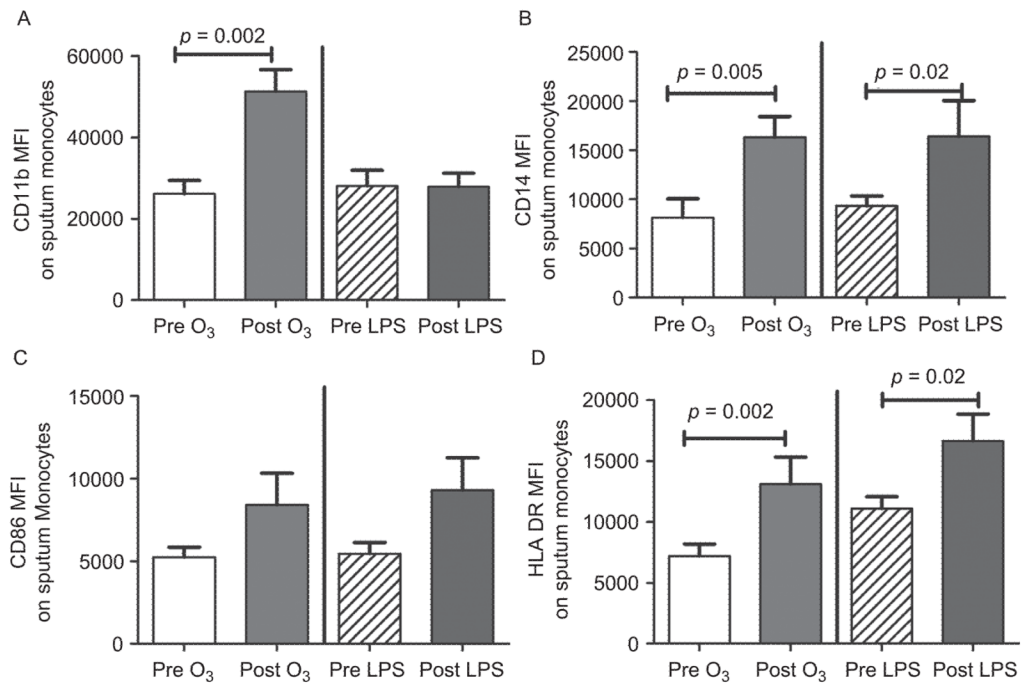 A
CD11b MFI
on sputum monocytes
60000
40000
20000
0
p = 0.002
Pre O₃ Post O₃ Pre LPS Post LPS
B
CD14 MFI
on sputum monocytes
25000
20000
15000
10000
5000
0
p = 0.005
p = 0.02
Pre O₃ Post O₃ Pre LPS Post LPS
C
CD86 MFI
on sputum Monocytes
15000
10000
5000
0
Pre O₃ Post O₃ Pre LPS Post LPS
D
HLA DR MFI
on sputum monocytes
20000
15000
10000
5000
0
p = 0.002
p = 0.02
Pre O₃ Post O₃ Pre LPS Post LPS